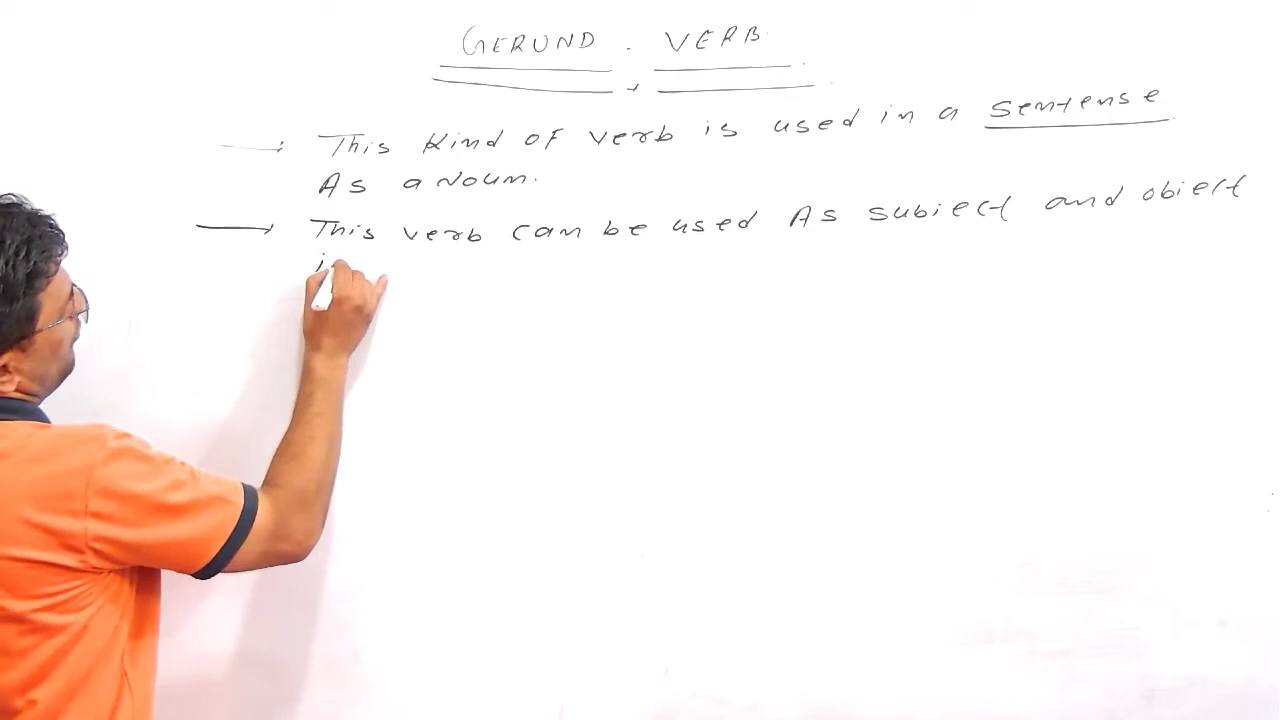 GERUND . VERB
This kind of verb is used in a sentense
As a Noun.
This verb can be used As subject and object
i